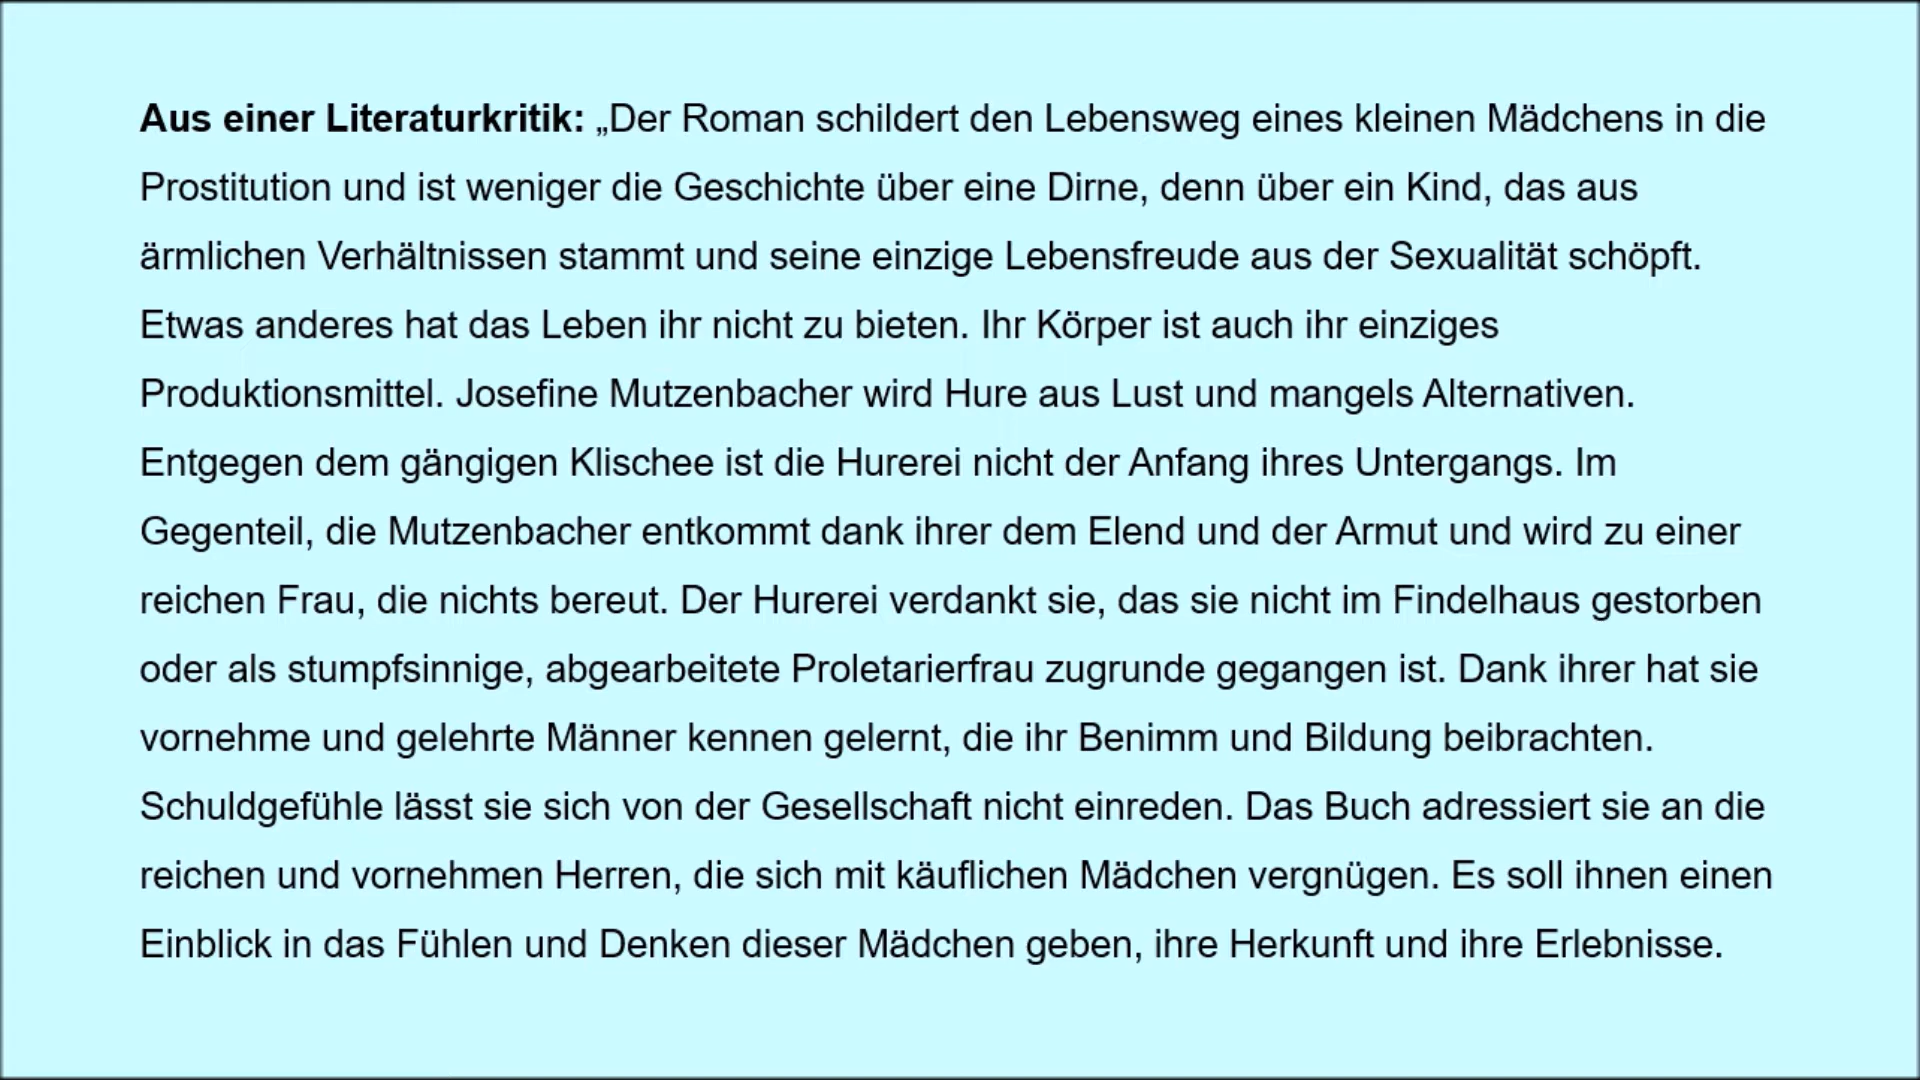 Aus einer Literaturkritik: „Der Roman schildert den Lebensweg eines kleinen Mädchens in die
Prostitution und ist weniger die Geschichte über eine Dirne, denn über ein Kind, das aus
ärmlichen Verhältnissen stammt und seine einzige Lebensfreude aus der Sexualität schöpft.
Etwas anderes hat das Leben ihr nicht zu bieten. Ihr Körper ist auch ihr einziges
Produktionsmittel. Josefine Mutzenbacher wird Hure aus Lust und mangels Alternativen.
Entgegen dem gängigen Klischee ist die Hurerei nicht der Anfang ihres Untergangs. Im
Gegenteil, die Mutzenbacher entkommt dank ihrer dem Elend und der Armut und wird zu einer
reichen Frau, die nichts bereut. Der Hurerei verdankt sie, das sie nicht im Findelhaus gestorben
oder als stumpfsinnige, abgearbeitete Proletarierfrau zugrunde gegangen ist. Dank ihrer hat sie
vornehme und gelehrte Männer kennen gelernt, die ihr Benimm und Bildung beibrachten.
Schuldgefühle lässt sie sich von der Gesellschaft nicht einreden. Das Buch adressiert sie an die
reichen und vornehmen Herren, die sich mit käuflichen Mädchen vergnügen. Es soll ihnen einen
Einblick in das Fühlen und Denken dieser Mädchen geben, ihre Herkunft und ihre Erlebnisse.